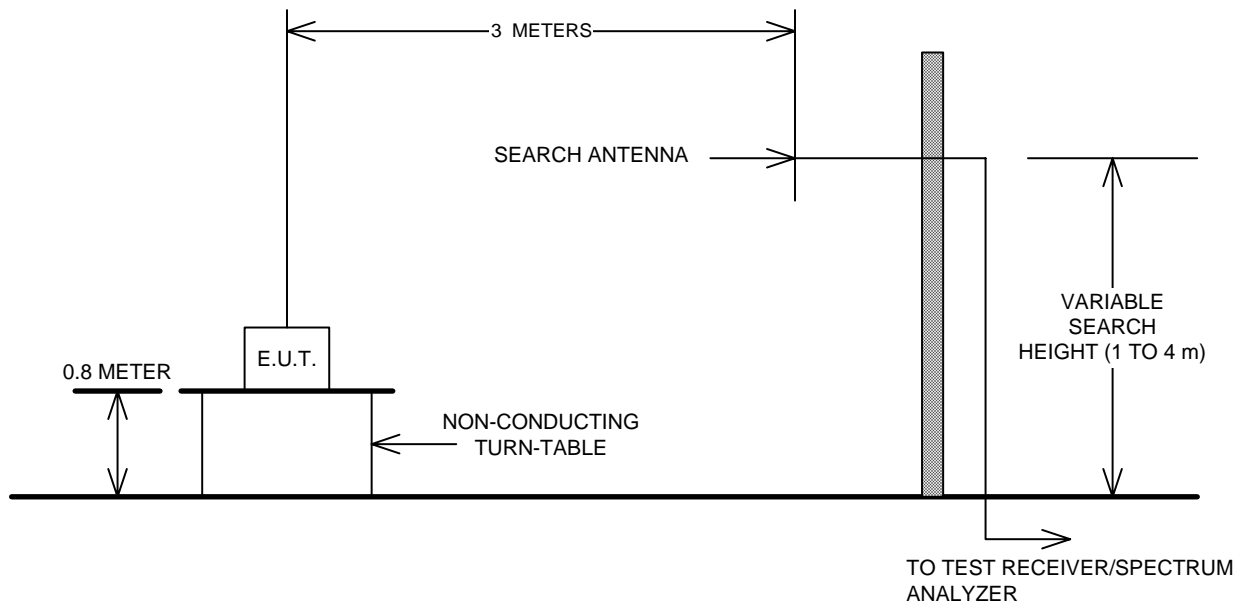 3 METERS
SEARCH ANTENNA
VARIABLE
SEARCH
HEIGHT (1 TO 4 m)
E.U.T.
0.8 METER
NON-CONDUCTING
TURN-TABLE
TO TEST RECEIVER/SPECTRUM
ANALYZER